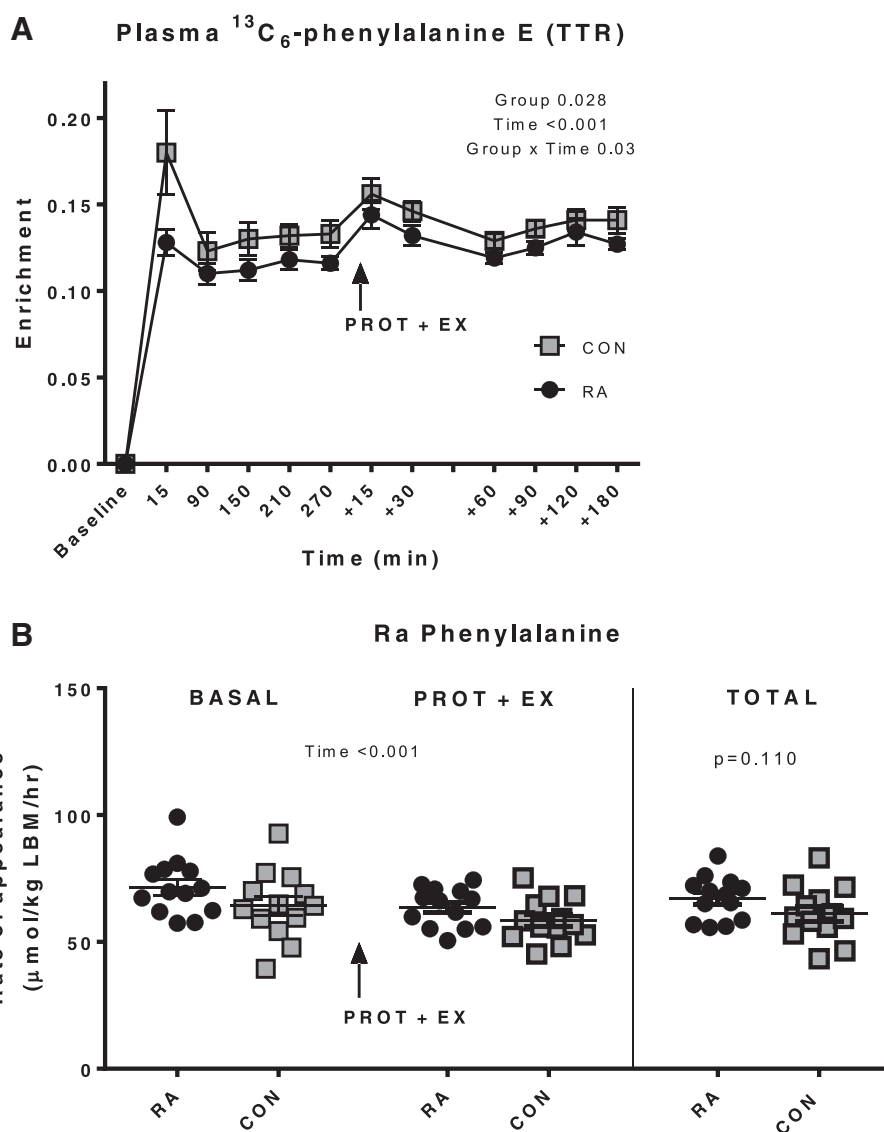 A
Plasma ¹³C₆-phenylalanine E (TTR)
Group 0.028
Time <0.001
Group x Time 0.03
Enrichment
0.20
0.15
0.10
0.05
0.00
PROT + EX
CON
RA
Baseline 15 90 150 210 270 +15 +30 +60 +90 +120 +180
Time (min)
B
Ra Phenylalanine
BASAL PROT + EX TOTAL
Time <0.001
p=0.110
(μmol/kg LBM/hr)
150
100
50
0
PROT + EX
RA CON RA CON RA CON